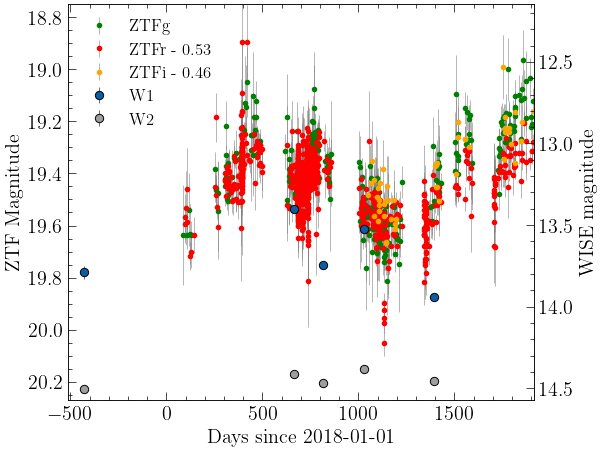 ZTFg
ZTFr - 0.53
ZTFi - 0.46
W1
W2
18.8
19.0
19.2
19.4
19.6
19.8
20.0
20.2
ZTF Magnitude
12.5
13.0
13.5
14.0
14.5
WISE magnitude
−500
0
500
1000
1500
Days since 2018-01-01